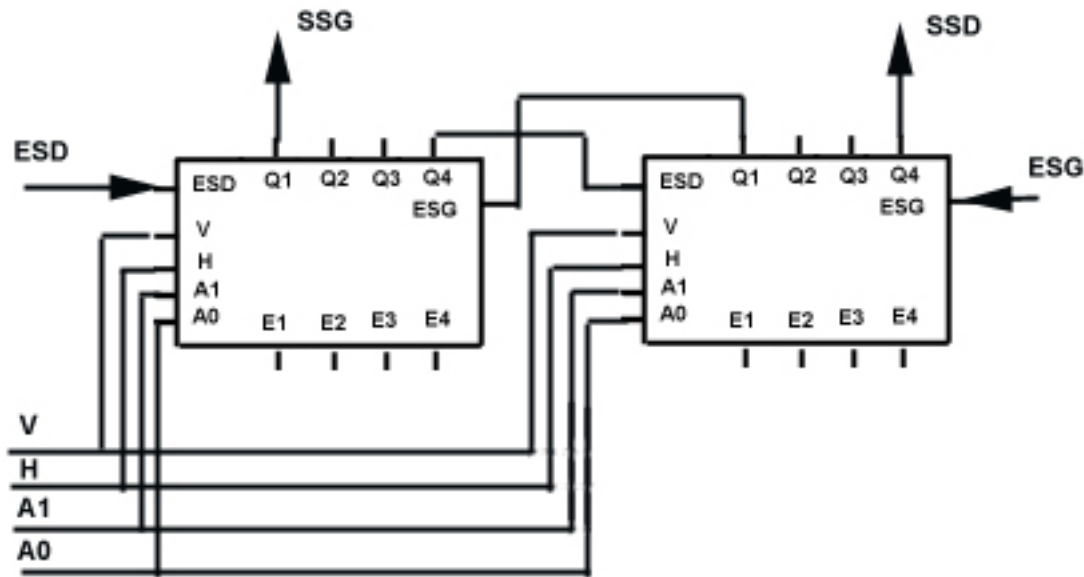 SSG
SSD
ESD
ESG
ESD Q1 Q2 Q3 Q4
ESG
V
H
A1
A0
E1 E2 E3 E4
ESD Q1 Q2 Q3 Q4
ESG
V
H
A1
A0
E1 E2 E3 E4
V
H
A1
A0